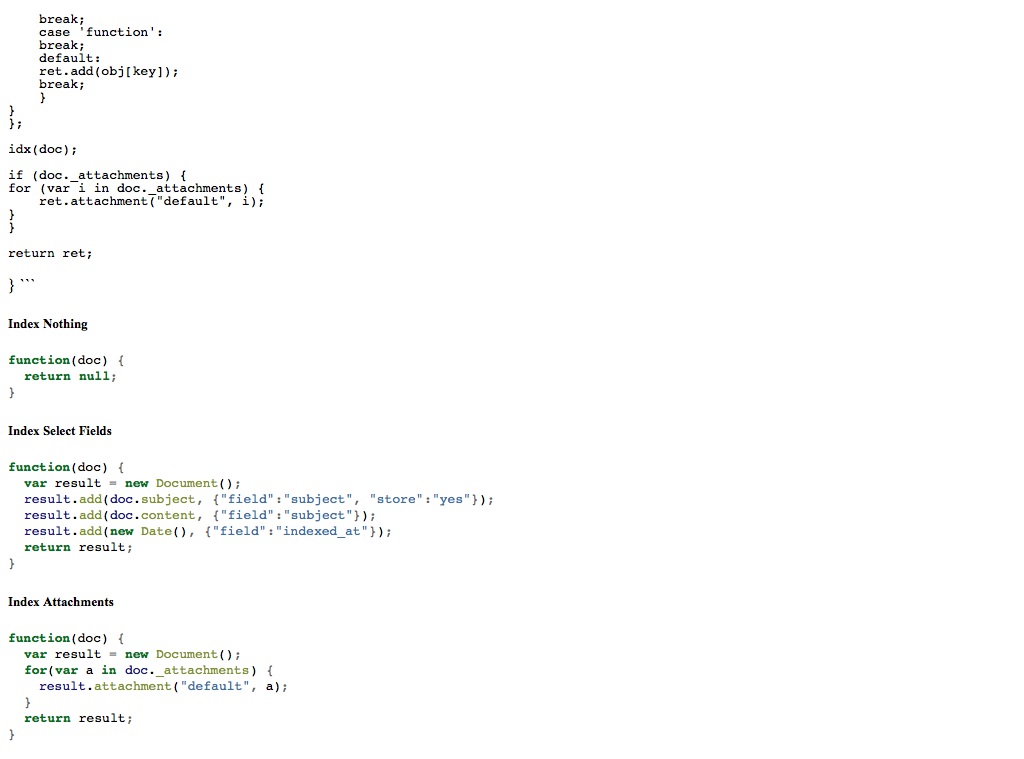 break;
    case 'function':
    break;
    default:
    ret.add(obj[key]);
    break;
    }
}
};
idx(doc);
if (doc._attachments) {
for (var i in doc._attachments) {
    ret.attachment("default", i);
}
}
return ret;
} ```
Index Nothing
function(doc) {
  return null;
}
Index Select Fields
function(doc) {
  var result = new Document();
  result.add(doc.subject, {"field":"subject", "store":"yes"});
  result.add(doc.content, {"field":"subject"});
  result.add(new Date(), {"field":"indexed_at"});
  return result;
}
Index Attachments
function(doc) {
  var result = new Document();
  for(var a in doc._attachments) {
    result.attachment("default", a);
  }
  return result;
}